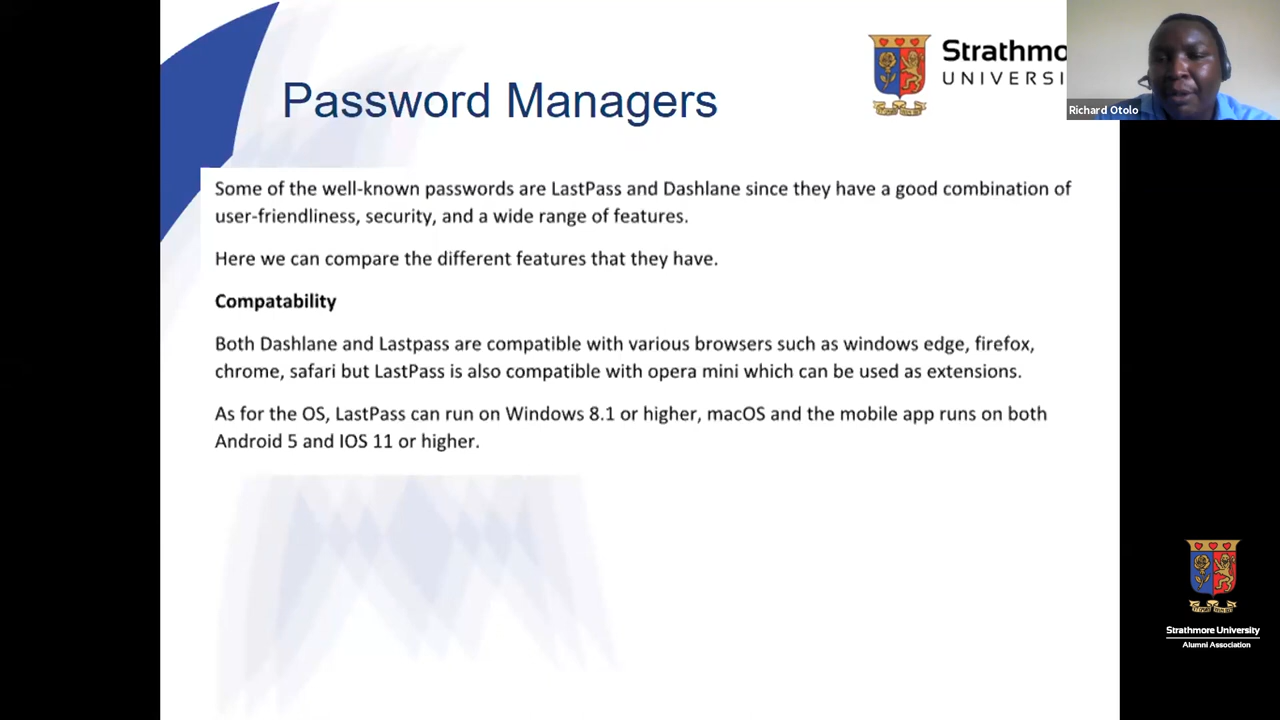 Password Managers
Strathmo
UNIVERSI
Richard Otolo
Some of the well-known passwords are LastPass and Dashlane since they have a good combination of
user-friendliness, security, and a wide range of features.
Here we can compare the different features that they have.
Compatability
Both Dashlane and Lastpass are compatible with various browsers such as windows edge, firefox,
chrome, safari but LastPass is also compatible with opera mini which can be used as extensions.
As for the OS, LastPass can run on Windows 8.1 or higher, macOS and the mobile app runs on both
Android 5 and IOS 11 or higher.
Strathmore University
Alumni Association